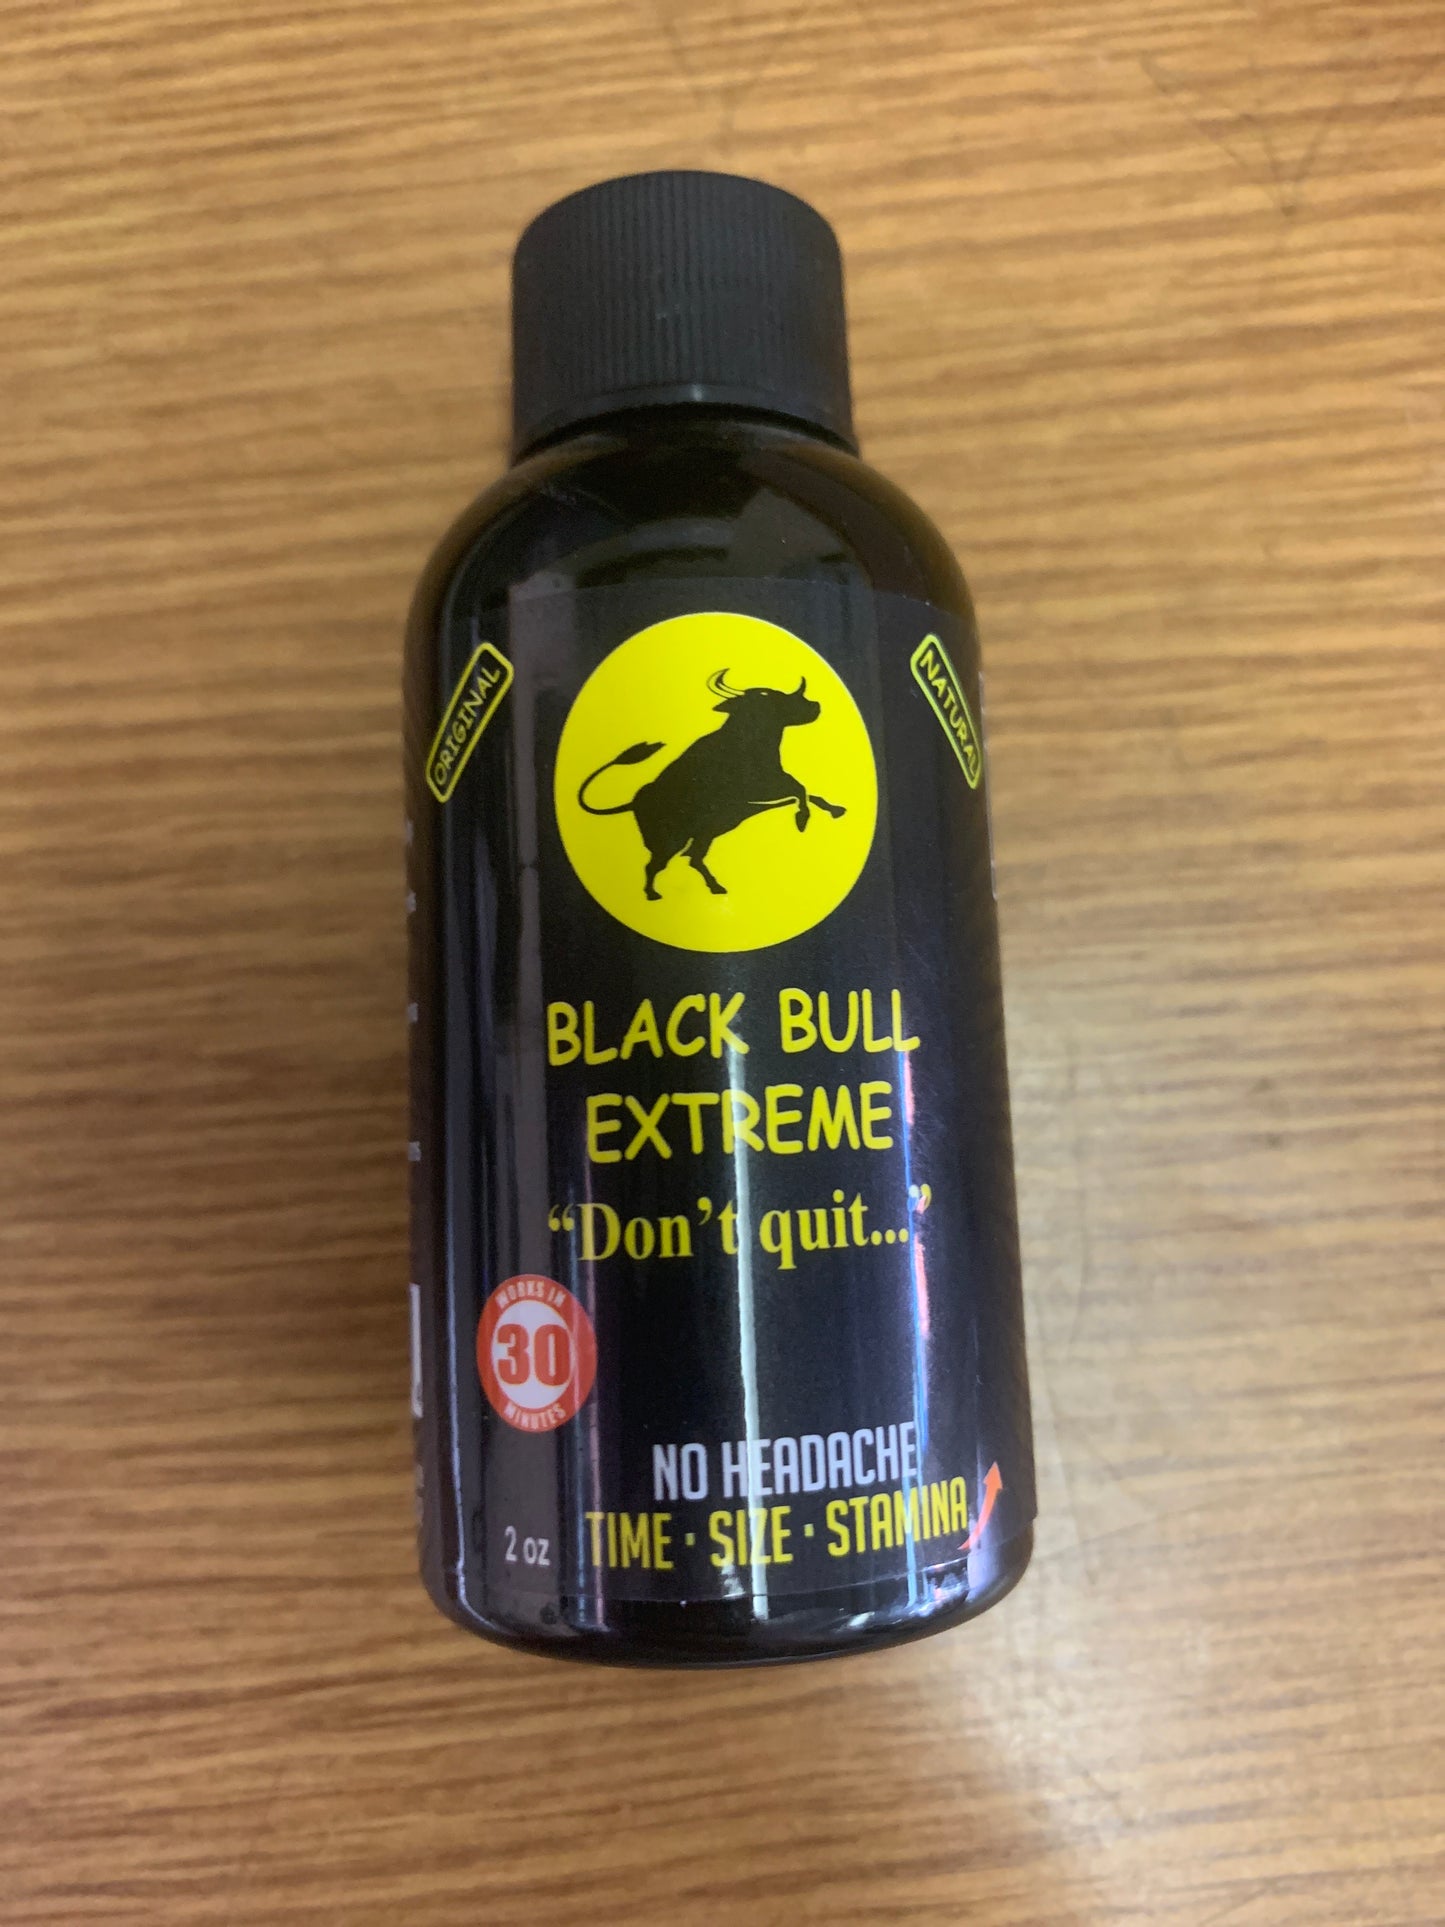 ORIGINAL
NATURAL
BLACK BULL
EXTREME
“Don’t quit...”
WORKS IN
30
MINUTES
NO HEADACHE
TIME · SIZE · STAMINA
2 oz